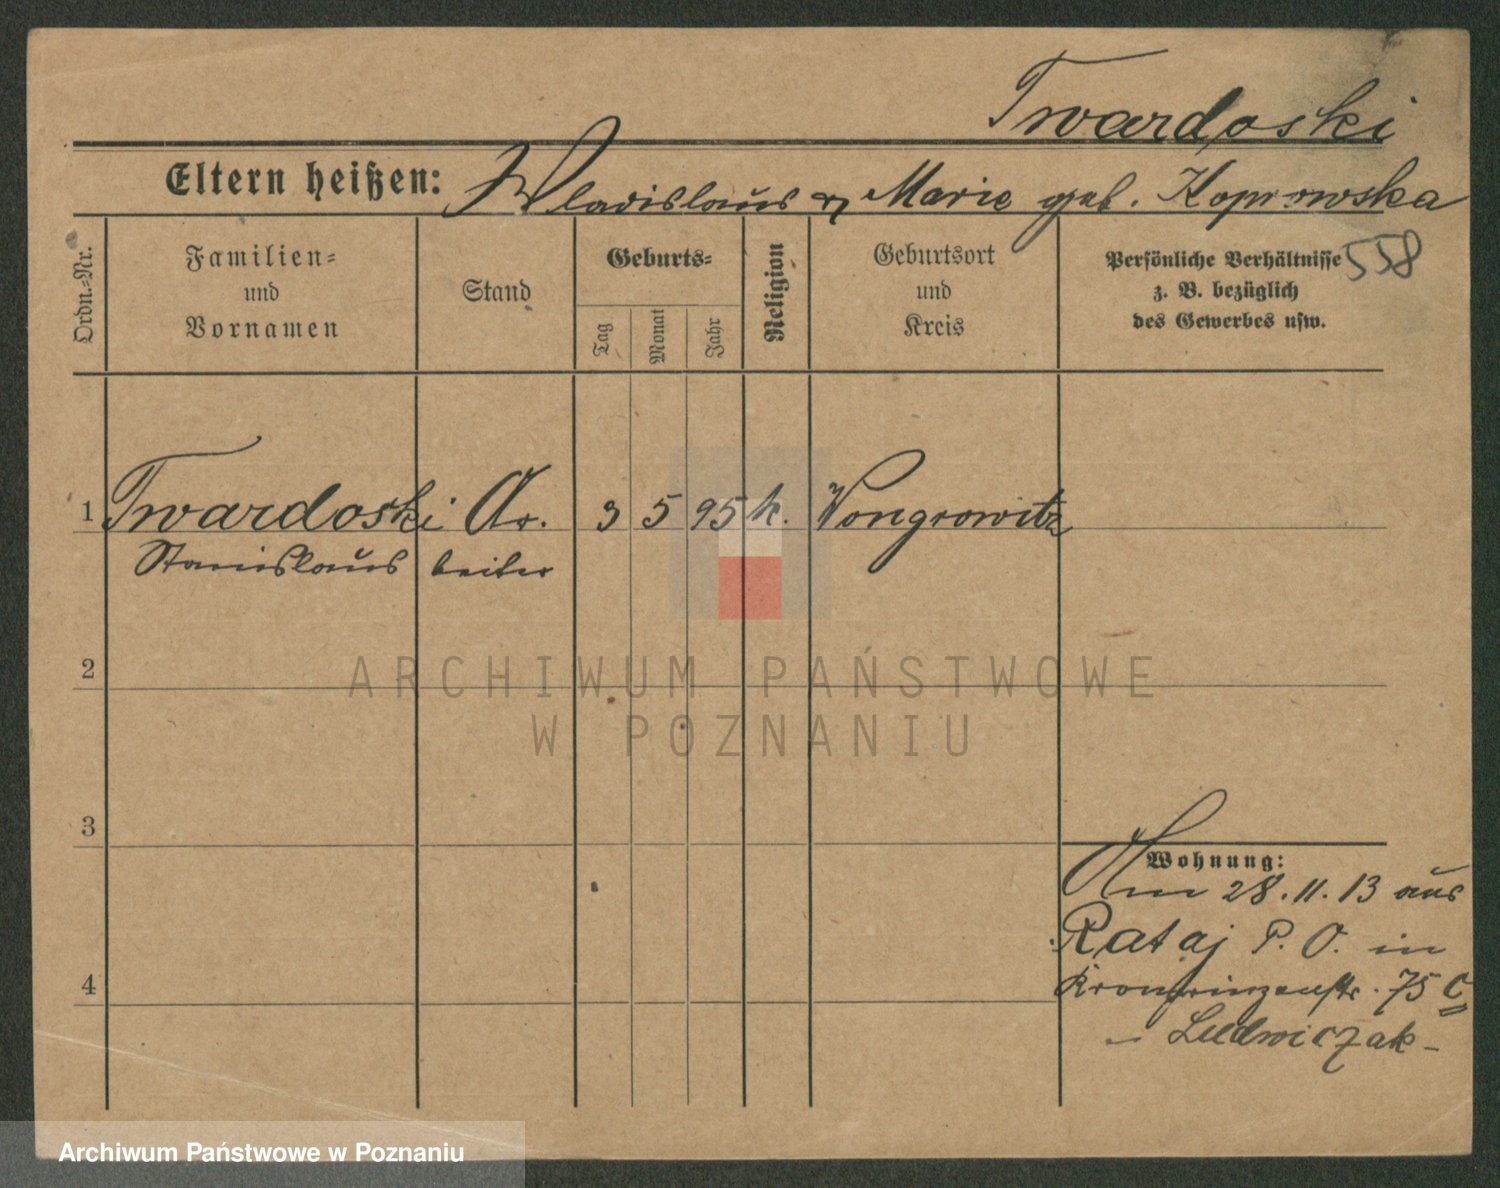 Twardoski
Eltern heißen: Wladislaus u Marie geb. Koprowska
558
Ordn.=Nr.
Familien=
und
Vornamen
Stand
Geburts=
Tag
Monat
Jahr
Religion
Geburtsort
und
Kreis
Persönliche Verhältnisse
z. B. bezüglich
des Gewerbes usw.
1 Twardoski Ar. 3 5 95 k. Wongrowitz
Stanislaus beiter
ARCHIWUM PAŃSTWOWE
W POZNANIU
2
3
4
Wohnung:
Am 28.11.13 aus
Rataj P. O. in
Kronprinzenstr. 75 c
Ludwiczak
Archiwum Państwowe w Poznaniu